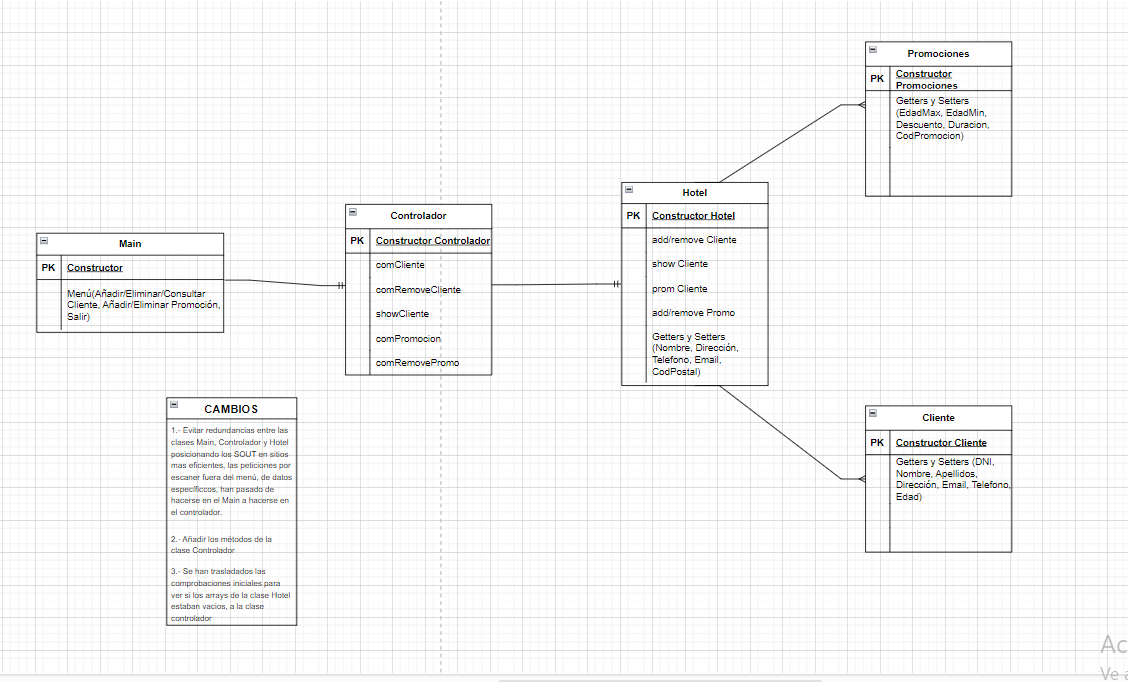 Promociones
PK
Constructor
Promociones
Getters y Setters
(EdadMax, EdadMin,
Descuento, Duracion,
CodPromocion)
Hotel
PK
Constructor Hotel
add/remove Cliente
show Cliente
prom Cliente
add/remove Promo
Getters y Setters
(Nombre, Dirección,
Telefono, Email,
CodPostal)
Controlador
PK
Constructor Controlador
comCliente
comRemoveCliente
showCliente
comPromocion
comRemovePromo
Main
PK
Constructor
Menú(Añadir/Eliminar/Consultar
Cliente, Añadir/Eliminar Promoción,
Salir)
CAMBIOS
1.- Evitar redundancias entre las
clases Main, Controlador y Hotel
posicionando los SOUT en sitios
mas eficientes, las peticiones por
escaner fuera del menú, de datos
específiccos, han pasado de
hacerse en el Main a hacerse en
el controlador.
2.- Añadir los métodos de la
clase Controlador
3.- Se han trasladados las
comprobaciones iniciales para
ver si los arrays de la clase Hotel
estaban vacios, a la clase
controlador
Cliente
PK
Constructor Cliente
Getters y Setters (DNI,
Nombre, Apellidos,
Dirección, Email, Telefono,
Edad)
Ac
Ve a